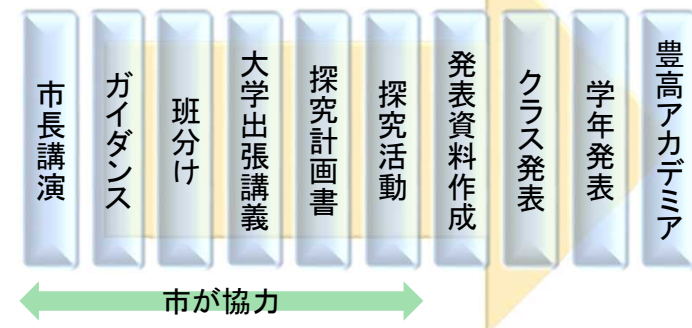 市長講演
ガイダンス
班分け
大学出張講義
探究計画書
探究活動
発表資料作成
クラス発表
学年発表
豊高アカデミア
市が協力